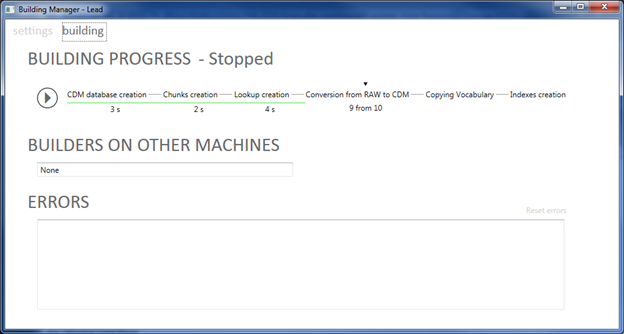 Building Manager - Lead
settings building
BUILDING PROGRESS - Stopped
CDM database creation Chunks creation Lookup creation Conversion from RAW to CDM Copying Vocabulary Indexes creation
3 s 2 s 4 s 9 from 10
BUILDERS ON OTHER MACHINES
None
ERRORS
Reset errors